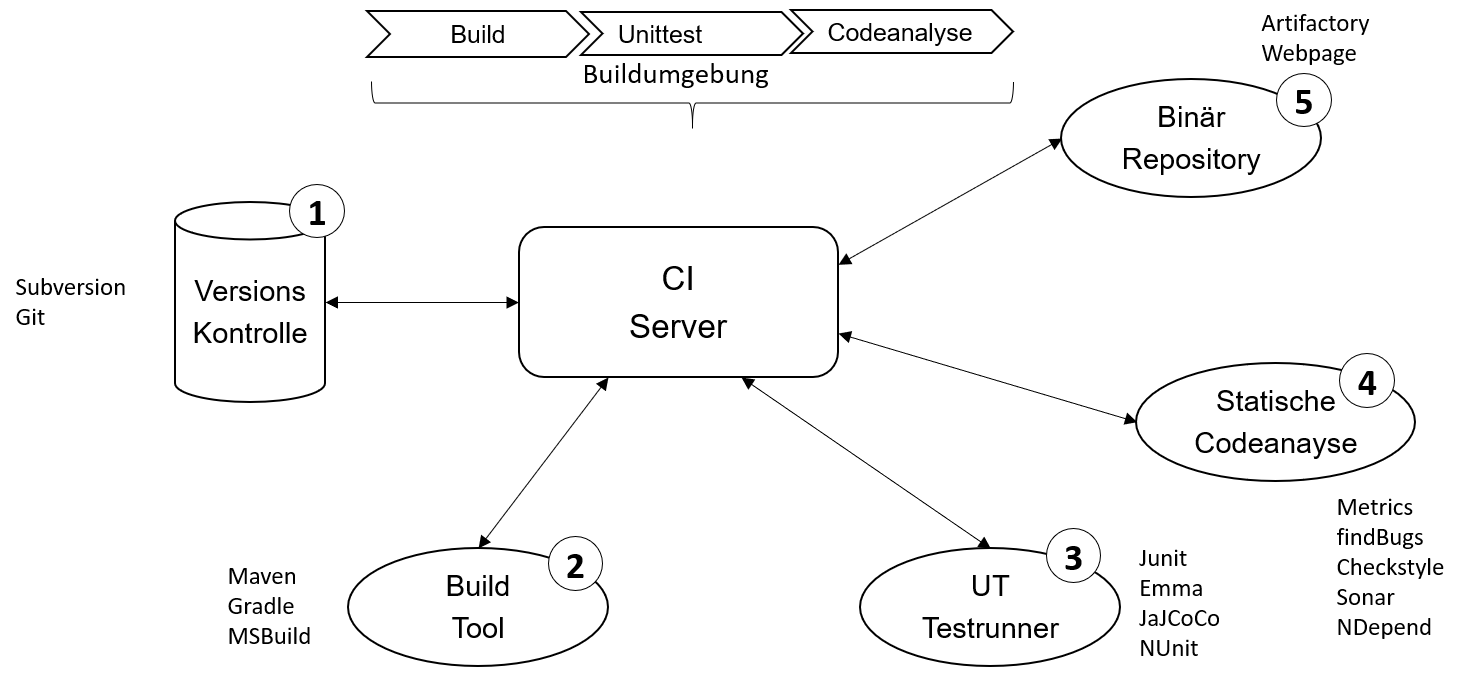 Build
Unittest
Codeanalyse
Buildumgebung
Artifactory
Webpage
5
Binär
Repository
1
Versions
Kontrolle
Subversion
Git
CI
Server
4
Statische
Codeanayse
Metrics
findBugs
Checkstyle
Sonar
NDepend
2
Build
Tool
Maven
Gradle
MSBuild
3
UT
Testrunner
Junit
Emma
JaJCoCo
NUnit